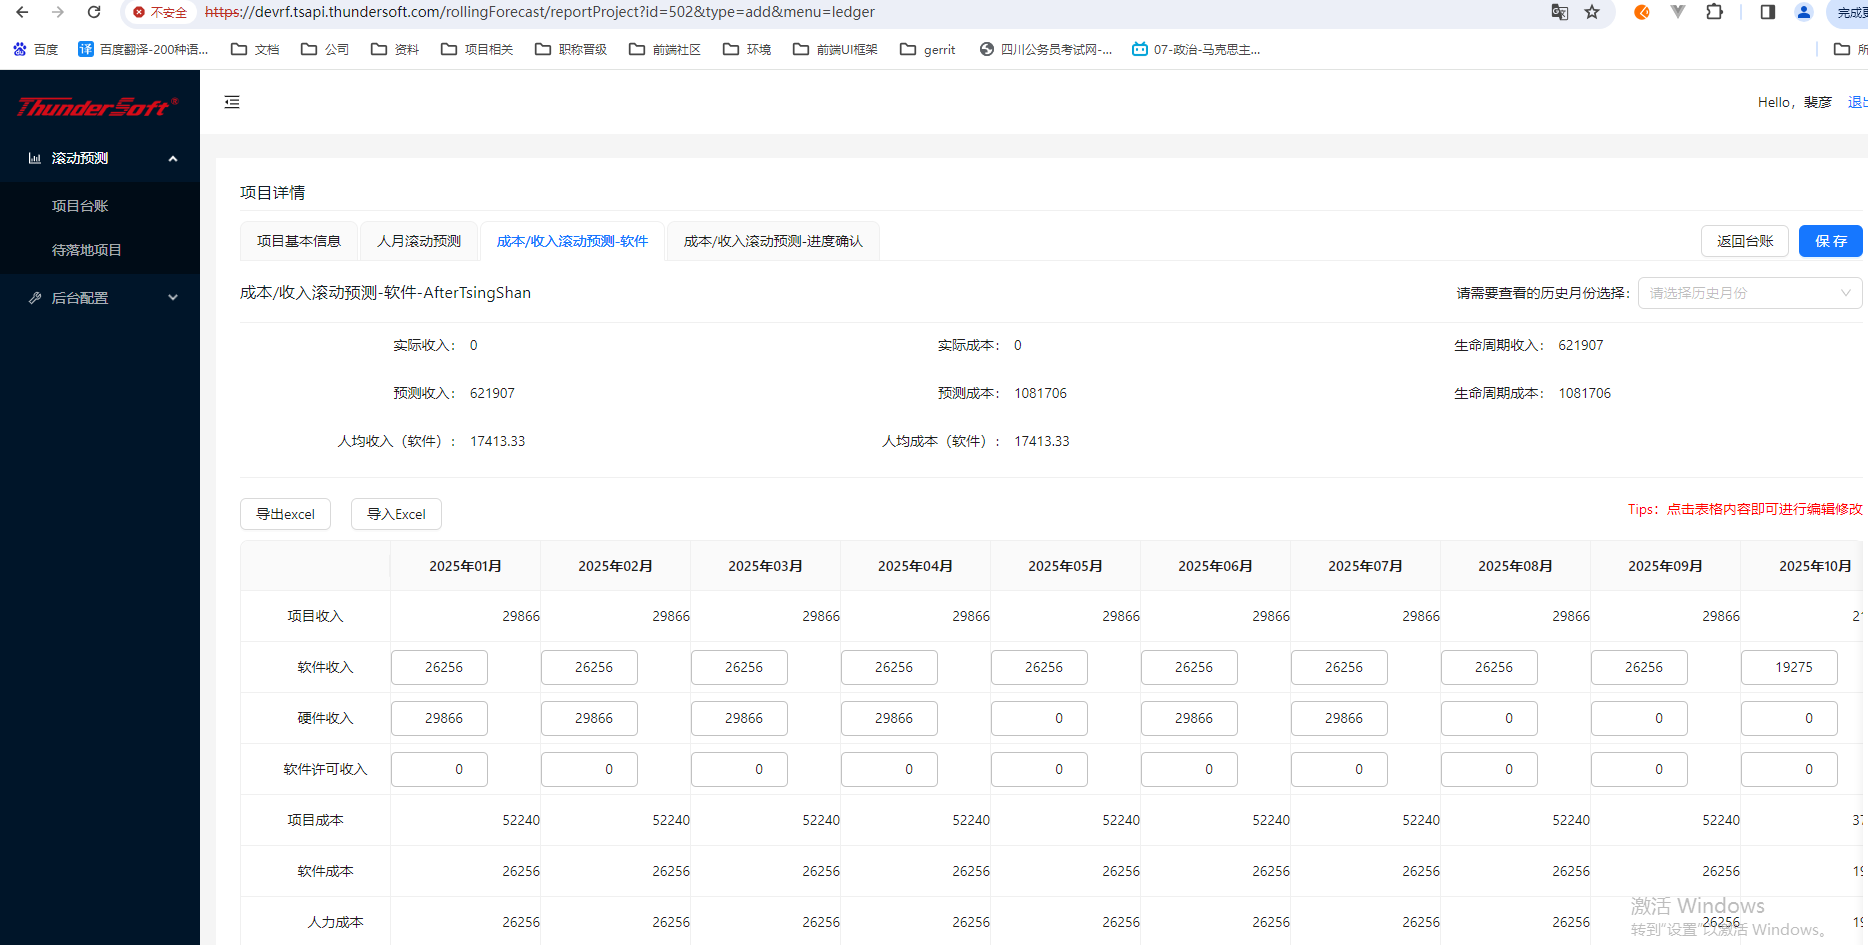 不安全 https://devrf.tsapi.thundersoft.com/rollingForecast/reportProject?id=502&type=add&menu=ledger 完成更
百度 百度翻译-200种语... 文档 公司 资料 项目相关 职称晋级 前端社区 环境 前端UI框架 gerrit 四川公务员考试网-... 07-政治-马克思主... 所
ThunderSoft®
Hello，裴彦 退出
滚动预测
项目台账
待落地项目
后台配置
项目详情
项目基本信息 人月滚动预测 成本/收入滚动预测-软件 成本/收入滚动预测-进度确认 返回台账 保 存
成本/收入滚动预测-软件-AfterTsingShan 请需要查看的历史月份选择： 请选择历史月份
实际收入： 0 实际成本： 0 生命周期收入： 621907
预测收入： 621907 预测成本： 1081706 生命周期成本： 1081706
人均收入（软件）： 17413.33 人均成本（软件）： 17413.33
导出excel 导入Excel Tips：点击表格内容即可进行编辑修改
2025年01月 2025年02月 2025年03月 2025年04月 2025年05月 2025年06月 2025年07月 2025年08月 2025年09月 2025年10月
项目收入 29866 29866 29866 29866 29866 29866 29866 29866 29866 21
软件收入 26256 26256 26256 26256 26256 26256 26256 26256 26256 19275
硬件收入 29866 29866 29866 29866 0 29866 29866 0 0 0
软件许可收入 0 0 0 0 0 0 0 0 0 0
项目成本 52240 52240 52240 52240 52240 52240 52240 52240 52240 37
软件成本 26256 26256 26256 26256 26256 26256 26256 26256 26256 19
人力成本 26256 26256 26256 26256 26256 26256 26256 26256 26256 19
激活 Windows
转到"设置"以激活 Windows。